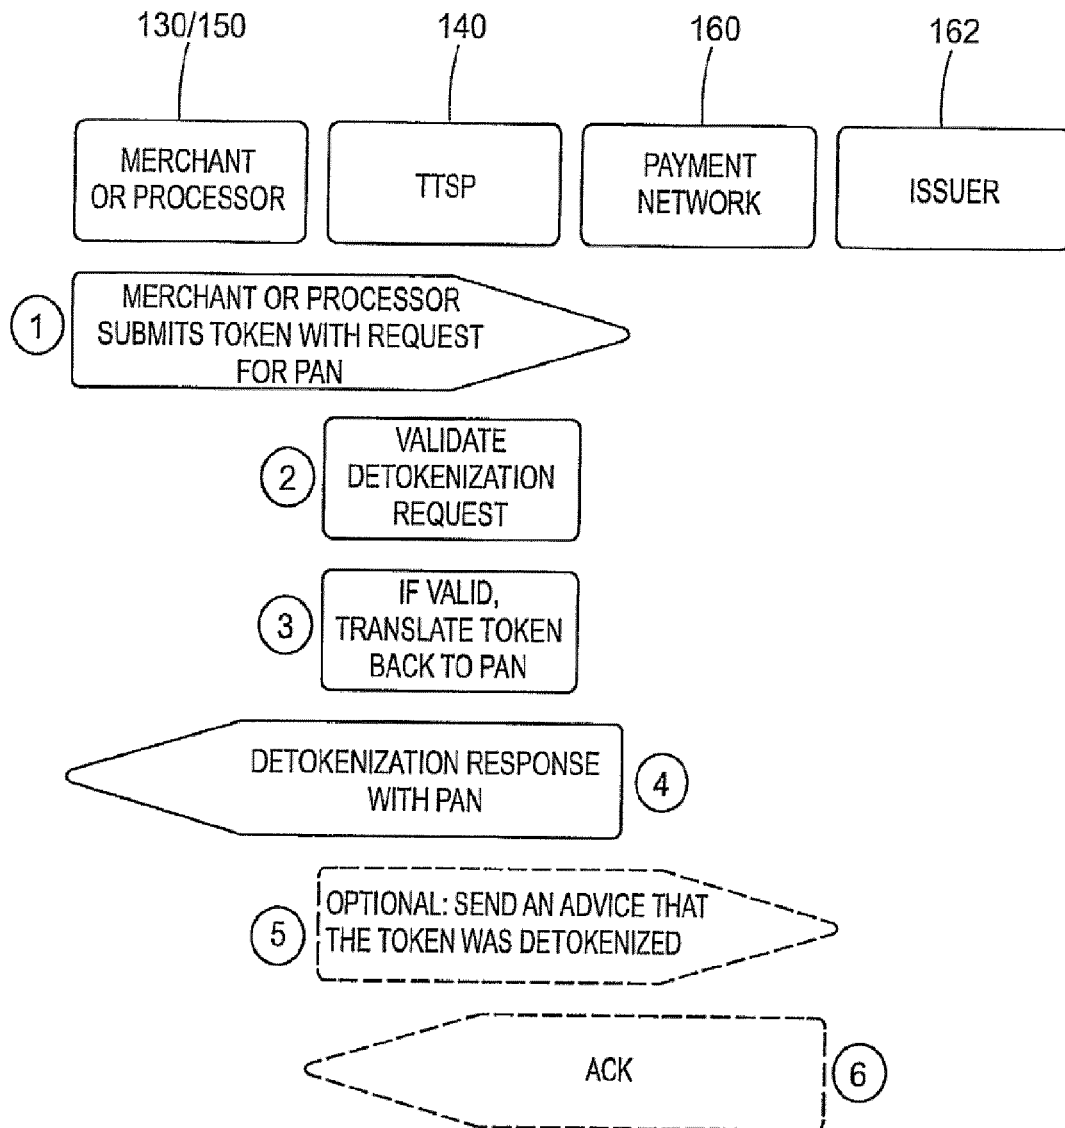 130/150
140
160
162
MERCHANT
OR PROCESSOR
TTSP
PAYMENT
NETWORK
ISSUER
1
MERCHANT OR PROCESSOR
SUBMITS TOKEN WITH REQUEST
FOR PAN
2
VALIDATE
DETOKENIZATION
REQUEST
3
IF VALID,
TRANSLATE TOKEN
BACK TO PAN
DETOKENIZATION RESPONSE
WITH PAN
4
5
OPTIONAL: SEND AN ADVICE THAT
THE TOKEN WAS DETOKENIZED
ACK
6